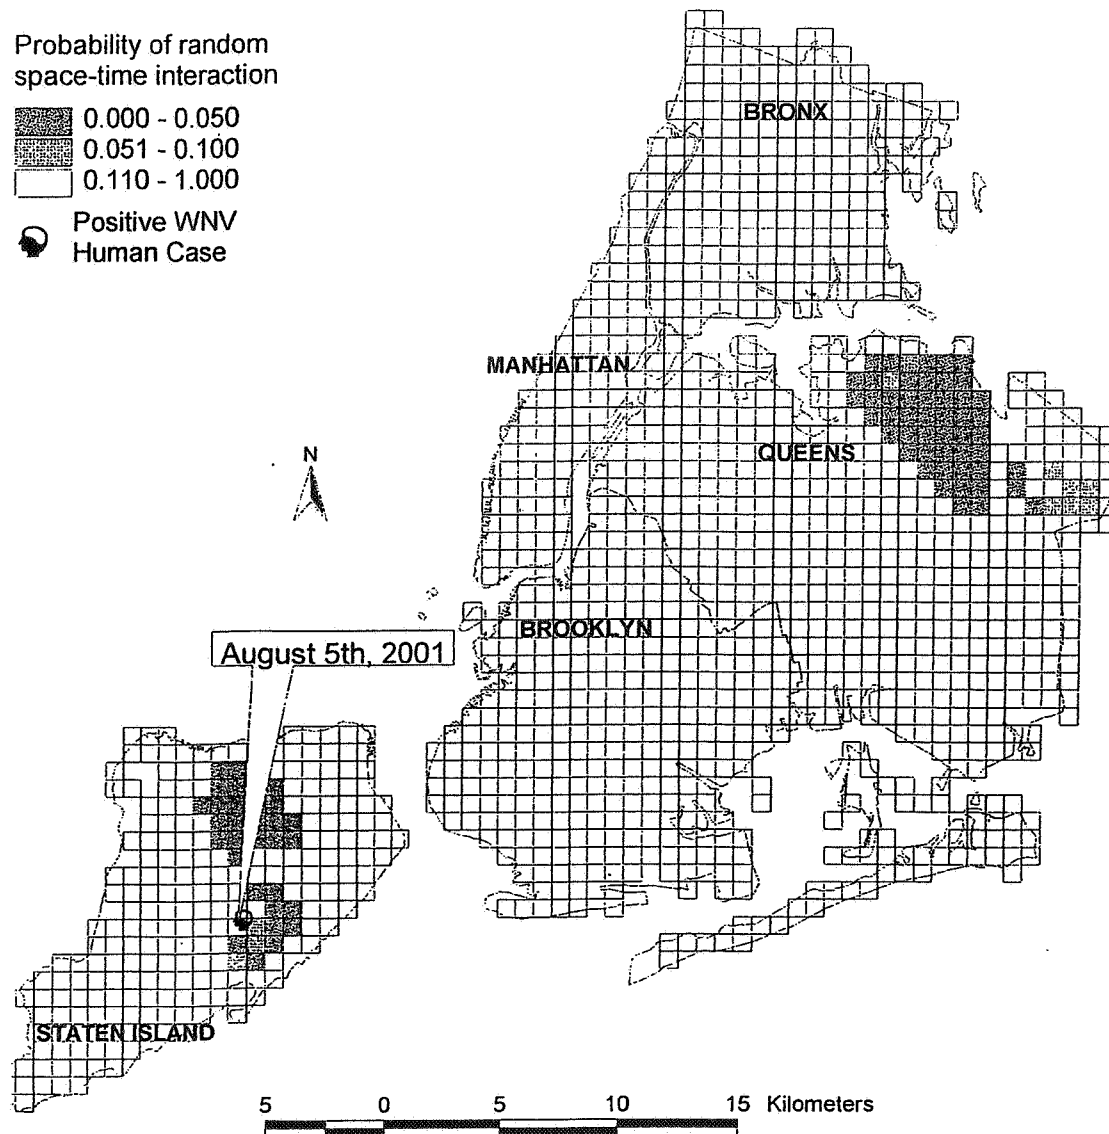 Probability of random
space-time interaction
0.000 - 0.050
0.051 - 0.100
0.110 - 1.000
Positive WNV
Human Case
BRONX
MANHATTAN
QUEENS
N
BROOKLYN
August 5th, 2001
STATEN ISLAND
5 0 5 10 15 Kilometers